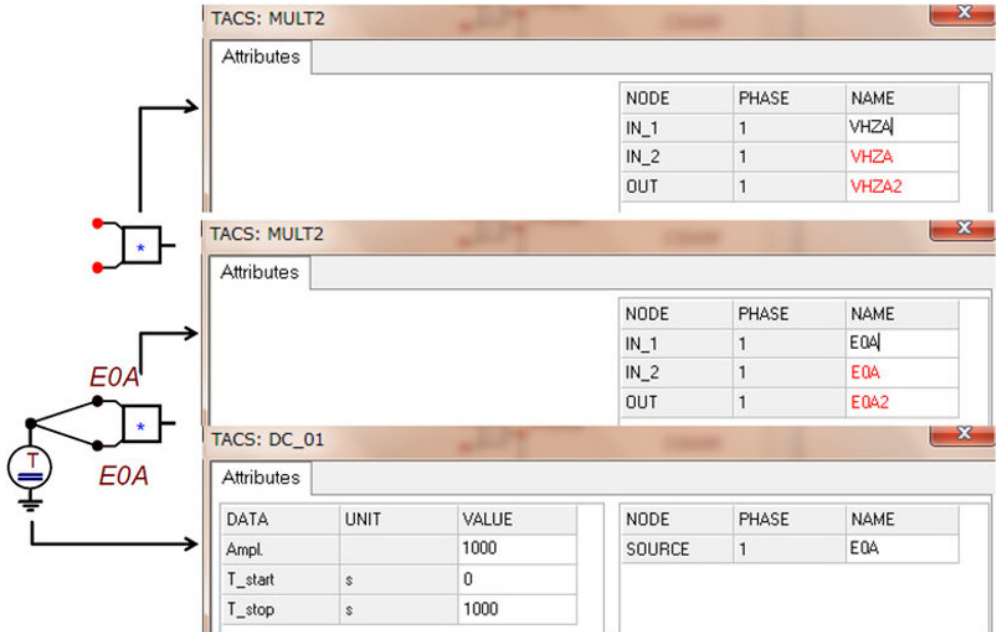 TACS: MULT2
X
Attributes
NODE PHASE NAME
IN_1 1 VHZA
IN_2 1 VHZA
OUT 1 VHZA2
*
TACS: MULT2
X
Attributes
NODE PHASE NAME
IN_1 1 E0A
IN_2 1 E0A
OUT 1 E0A2
E0A
*
T
E0A
TACS: DC_01
X
Attributes
DATA UNIT VALUE
Ampl. 1000
T_start s 0
T_stop s 1000
NODE PHASE NAME
SOURCE 1 E0A